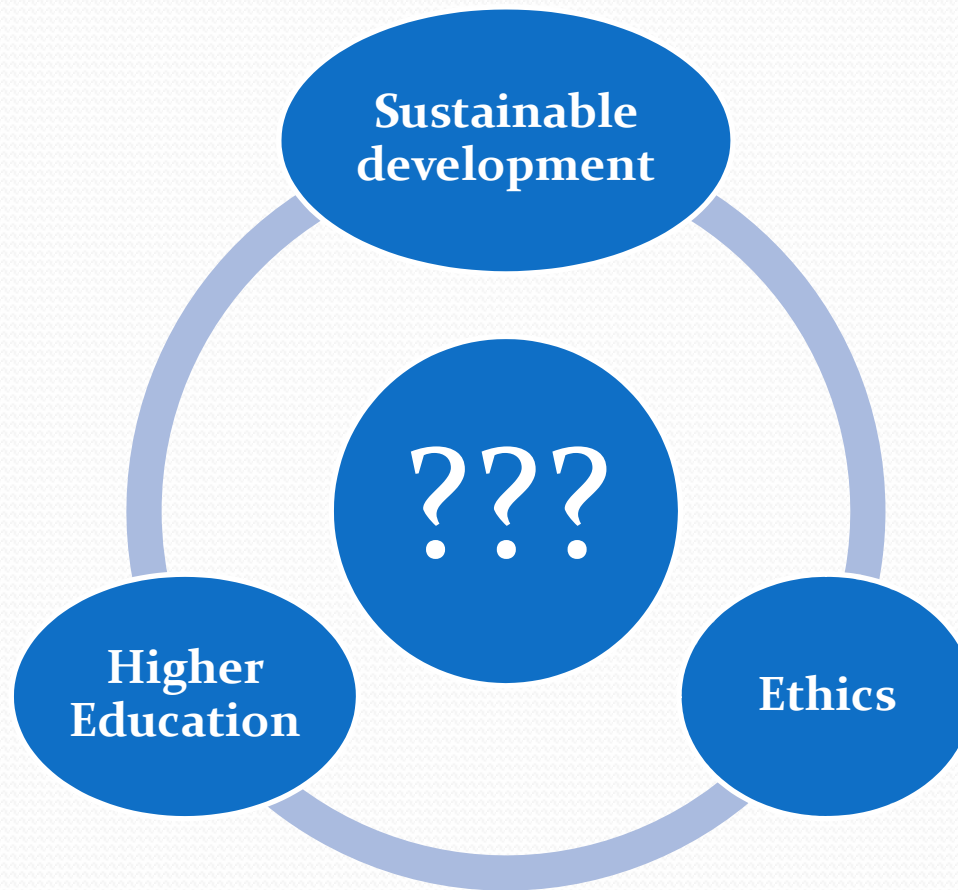 Sustainable
development
???
Higher
Education
Ethics